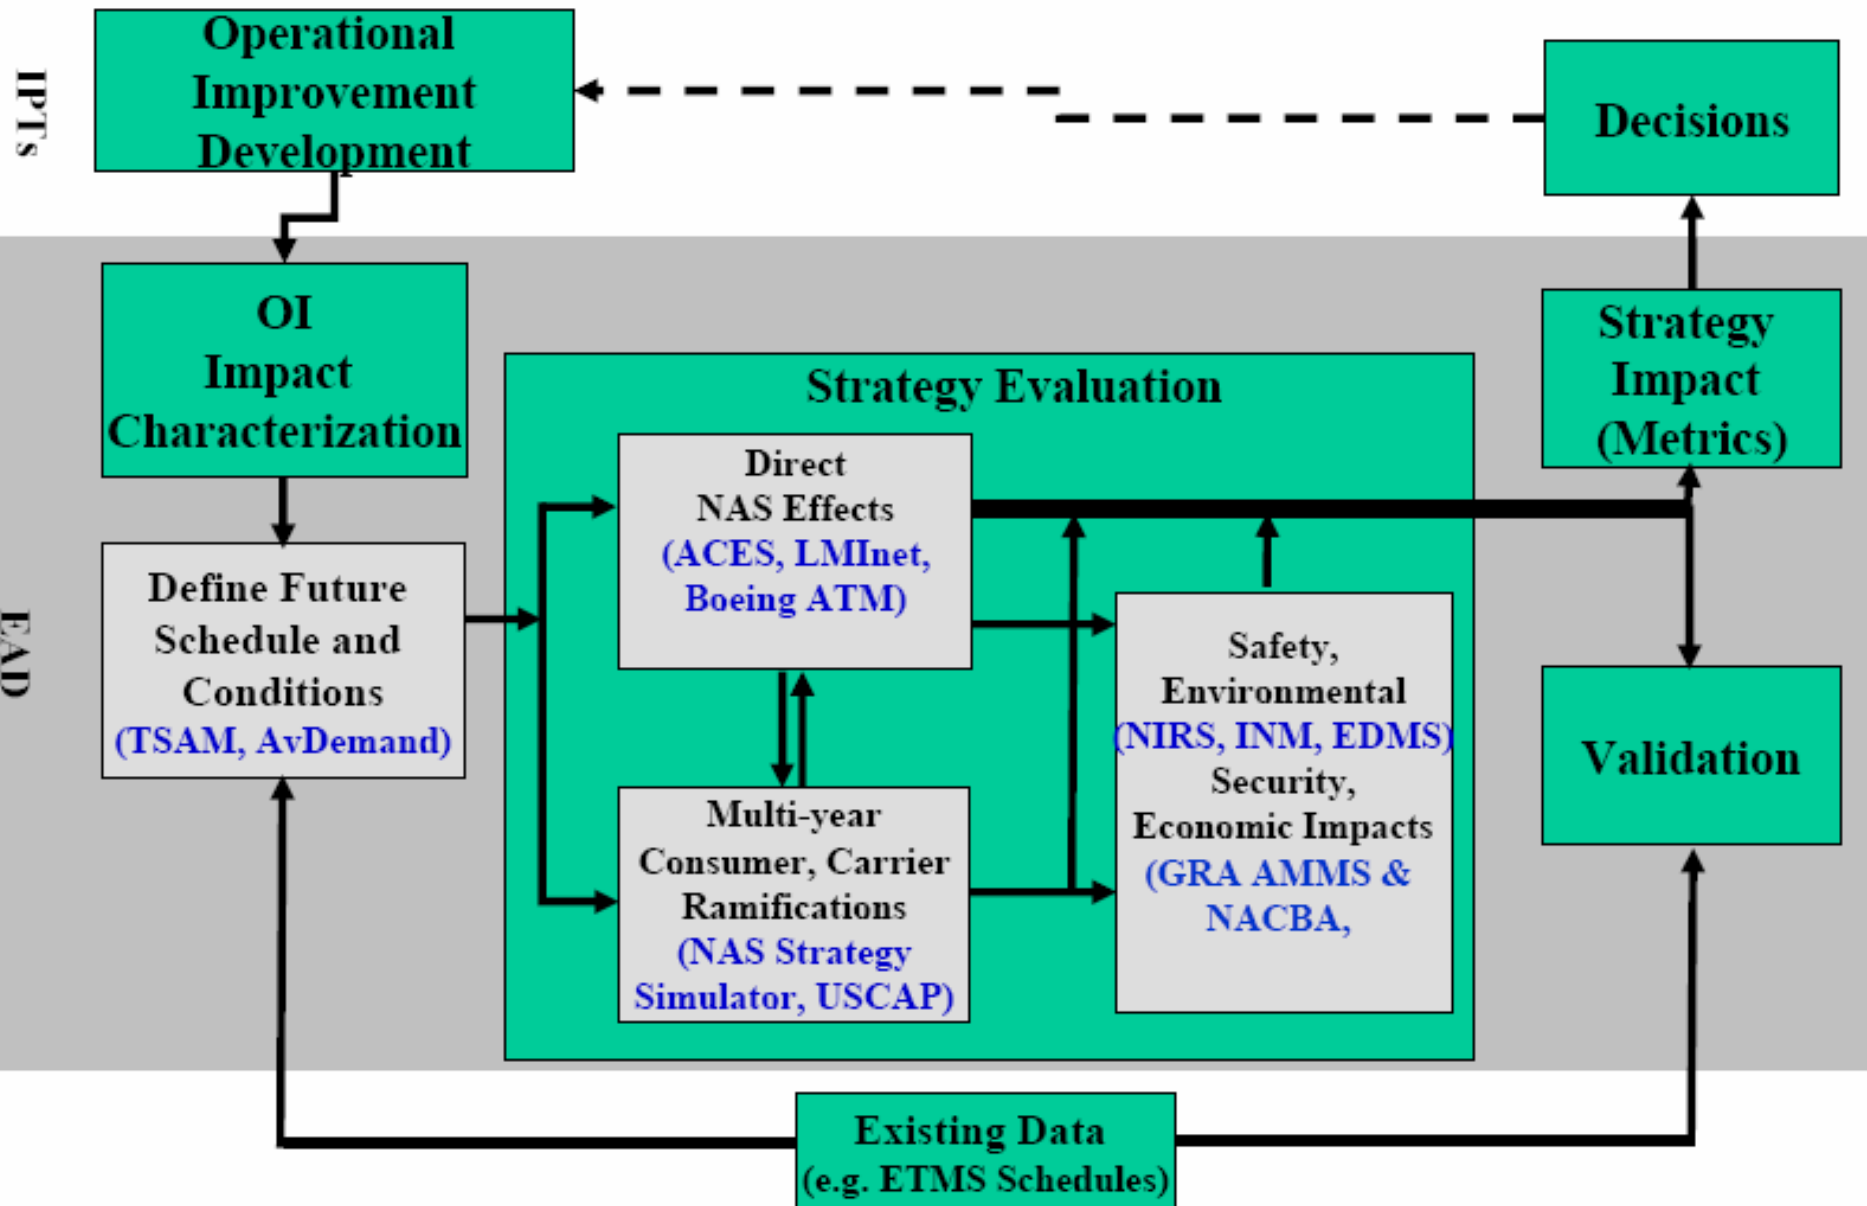 IPTs
Operational
Improvement
Development
Decisions
EAD
OI
Impact
Characterization
Define Future
Schedule and
Conditions
(TSAM, AvDemand)
Strategy Evaluation
Direct
NAS Effects
(ACES, LMInet,
Boeing ATM)
Multi-year
Consumer, Carrier
Ramifications
(NAS Strategy
Simulator, USCAP)
Safety,
Environmental
(NIRS, INM, EDMS)
Security,
Economic Impacts
(GRA AMMS &
NACBA,
Strategy
Impact
(Metrics)
Validation
Existing Data
(e.g. ETMS Schedules)